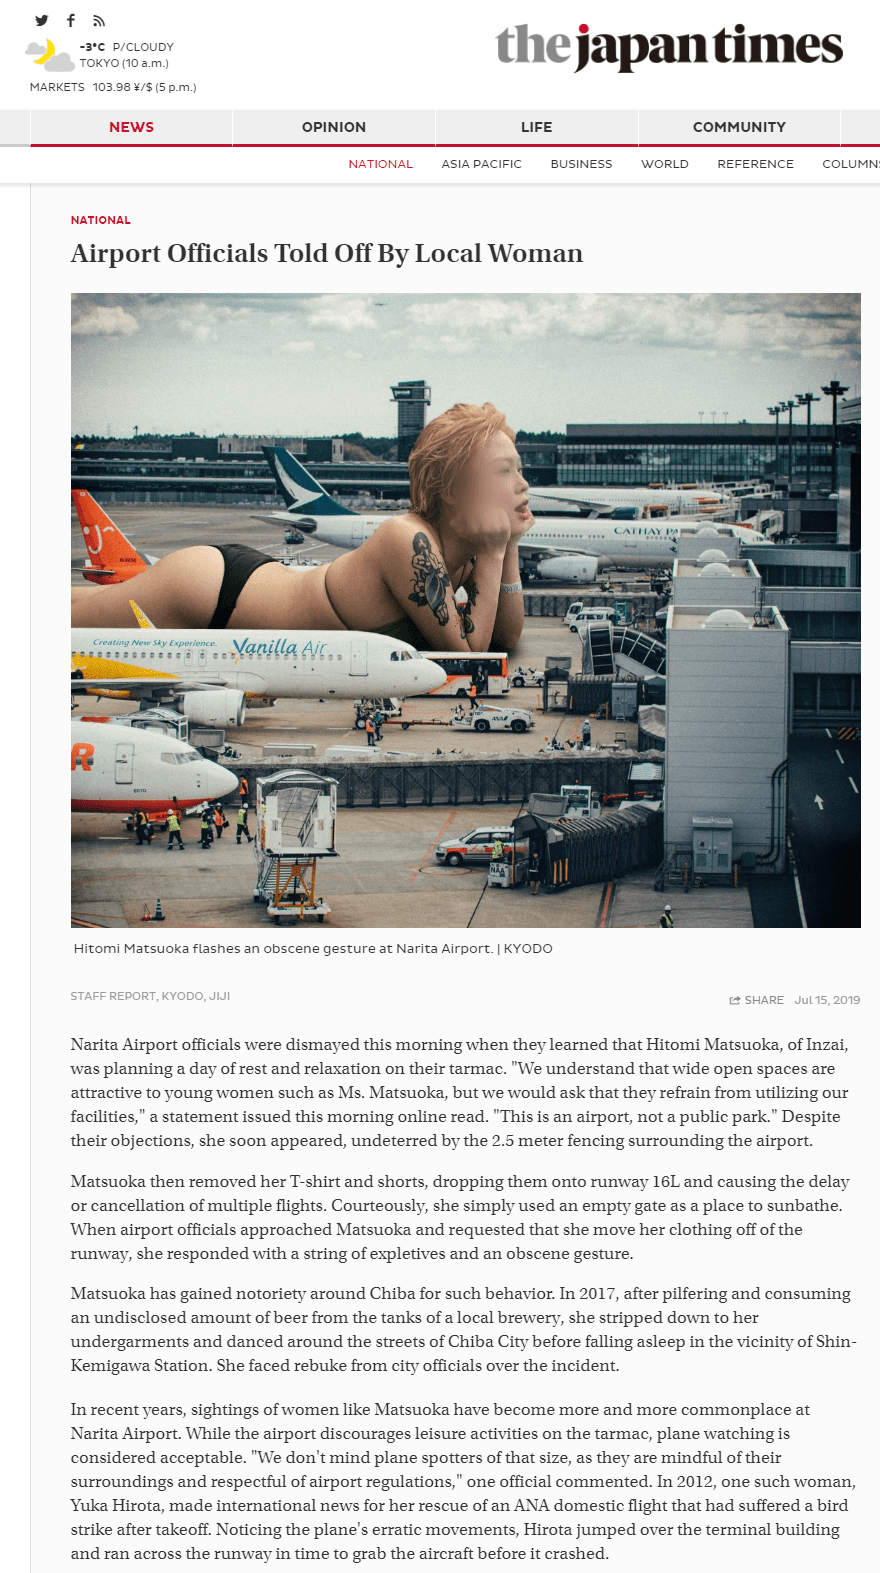 -3°C P/CLOUDY
TOKYO (10 a.m.)
MARKETS 103.98 ¥/$ (5 p.m.)
the japan times
NEWS OPINION LIFE COMMUNITY
NATIONAL ASIA PACIFIC BUSINESS WORLD REFERENCE COLUMNS
NATIONAL
Airport Officials Told Off By Local Woman
CATHAY PA
Creating New Sky Experience. Vanilla Air
ANA
R
NAA
Hitomi Matsuoka flashes an obscene gesture at Narita Airport. | KYODO
STAFF REPORT, KYODO, JIJI
SHARE Jul 15, 2019
Narita Airport officials were dismayed this morning when they learned that Hitomi Matsuoka, of Inzai,
was planning a day of rest and relaxation on their tarmac. "We understand that wide open spaces are
attractive to young women such as Ms. Matsuoka, but we would ask that they refrain from utilizing our
facilities," a statement issued this morning online read. "This is an airport, not a public park." Despite
their objections, she soon appeared, undeterred by the 2.5 meter fencing surrounding the airport.
Matsuoka then removed her T-shirt and shorts, dropping them onto runway 16L and causing the delay
or cancellation of multiple flights. Courteously, she simply used an empty gate as a place to sunbathe.
When airport officials approached Matsuoka and requested that she move her clothing off of the
runway, she responded with a string of expletives and an obscene gesture.
Matsuoka has gained notoriety around Chiba for such behavior. In 2017, after pilfering and consuming
an undisclosed amount of beer from the tanks of a local brewery, she stripped down to her
undergarments and danced around the streets of Chiba City before falling asleep in the vicinity of Shin-
Kemigawa Station. She faced rebuke from city officials over the incident.
In recent years, sightings of women like Matsuoka have become more and more commonplace at
Narita Airport. While the airport discourages leisure activities on the tarmac, plane watching is
considered acceptable. "We don't mind plane spotters of that size, as they are mindful of their
surroundings and respectful of airport regulations," one official commented. In 2012, one such woman,
Yuka Hirota, made international news for her rescue of an ANA domestic flight that had suffered a bird
strike after takeoff. Noticing the plane's erratic movements, Hirota jumped over the terminal building
and ran across the runway in time to grab the aircraft before it crashed.